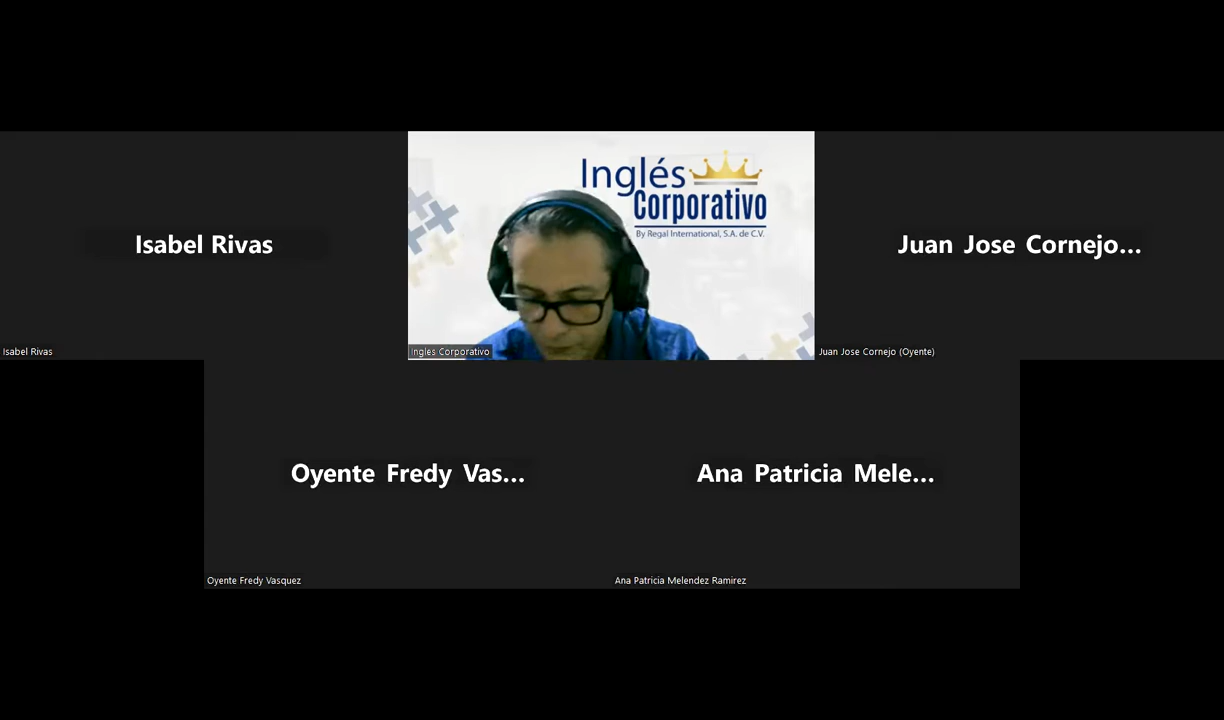 Isabel Rivas
Isabel Rivas
Inglés
Corporativo
By Regal International, S.A. de C.V.
Ingles Corporativo
Juan Jose Cornejo...
Juan Jose Cornejo (Oyente)
Oyente Fredy Vas...
Oyente Fredy Vasquez
Ana Patricia Mele...
Ana Patricia Melendez Ramirez